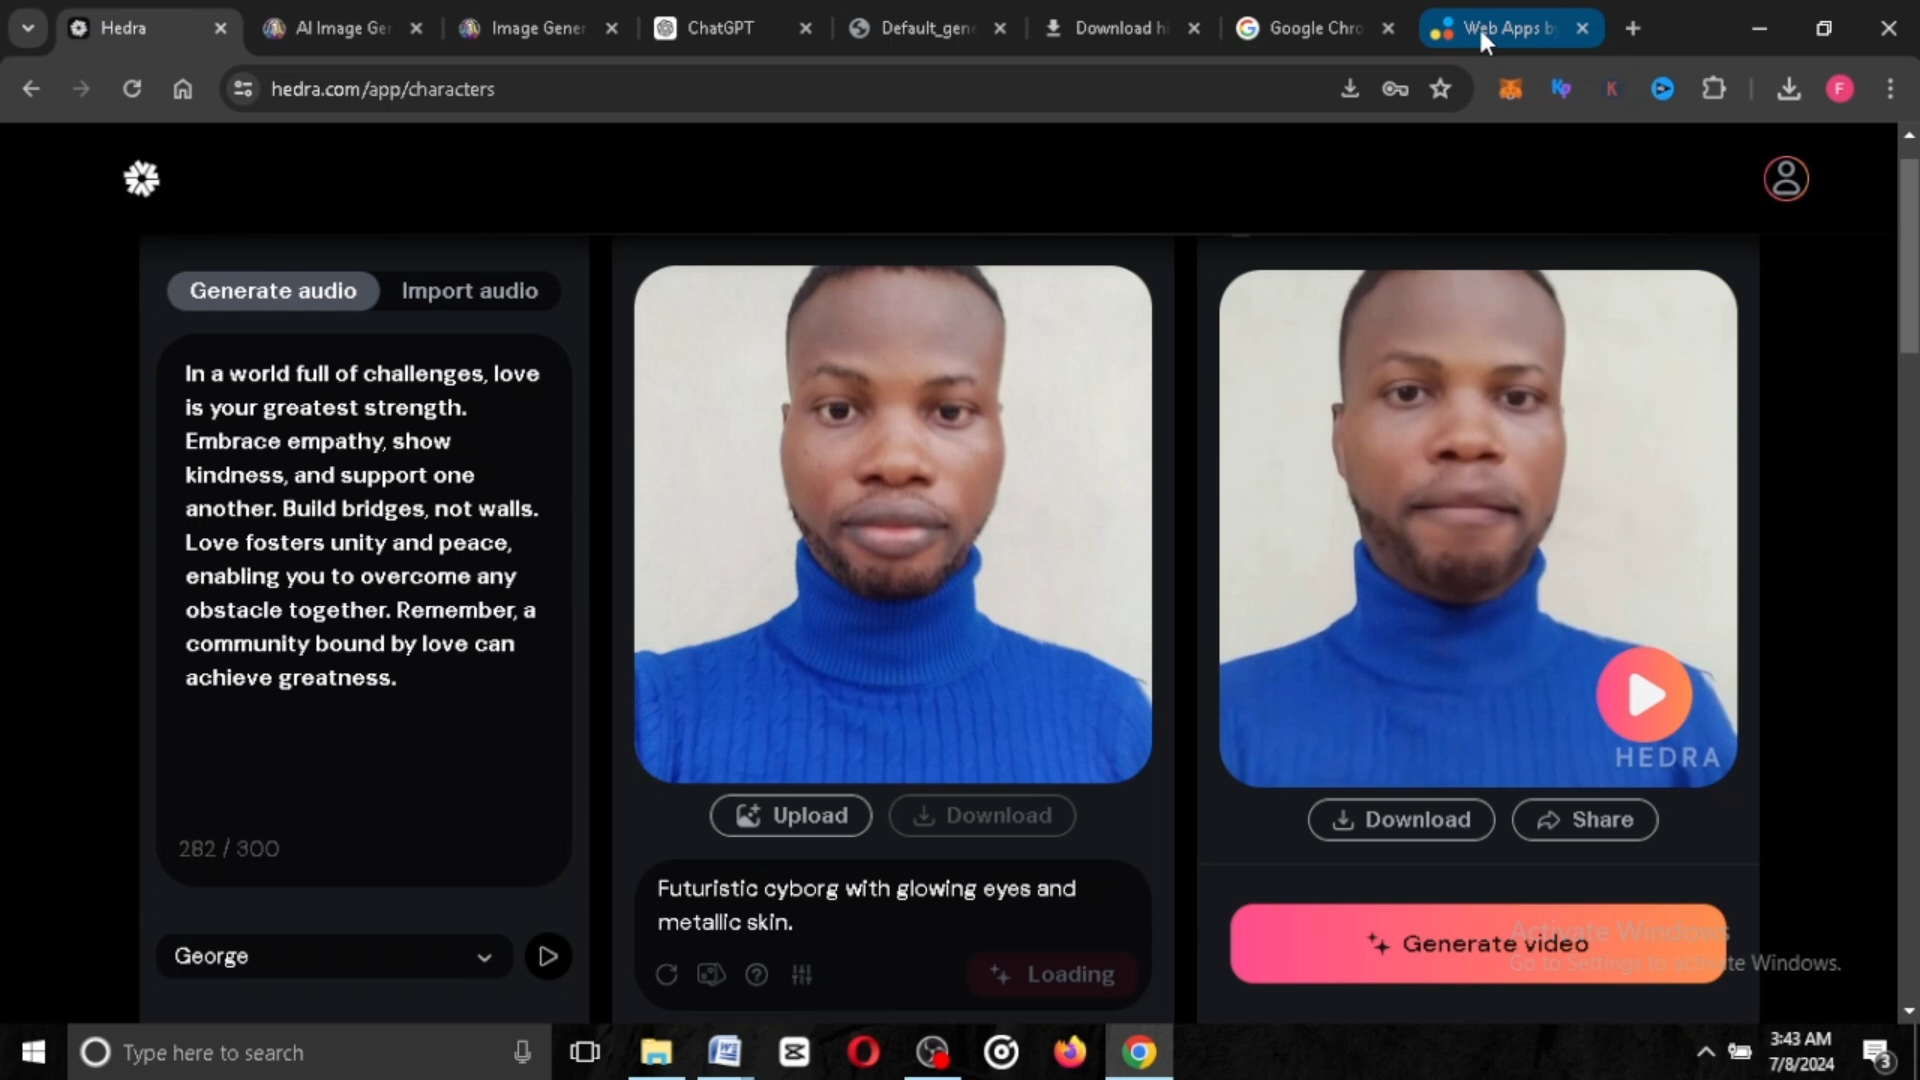 Hedra
AI Image Ger
Image Gener
ChatGPT
Default_gen
Download hi
Google Chro
Web Apps by
hedra.com/app/characters
F
Generate audio
Import audio
In a world full of challenges, love
is your greatest strength.
Embrace empathy, show
kindness, and support one
another. Build bridges, not walls.
Love fosters unity and peace,
enabling you to overcome any
obstacle together. Remember, a
community bound by love can
achieve greatness.
282 / 300
George
Upload
Download
Futuristic cyborg with glowing eyes and
metallic skin.
Loading
HEDRA
Download
Share
Generate video
Activate Windows
Go to Settings to activate Windows.
Type here to search
3:43 AM
7/8/2024
3